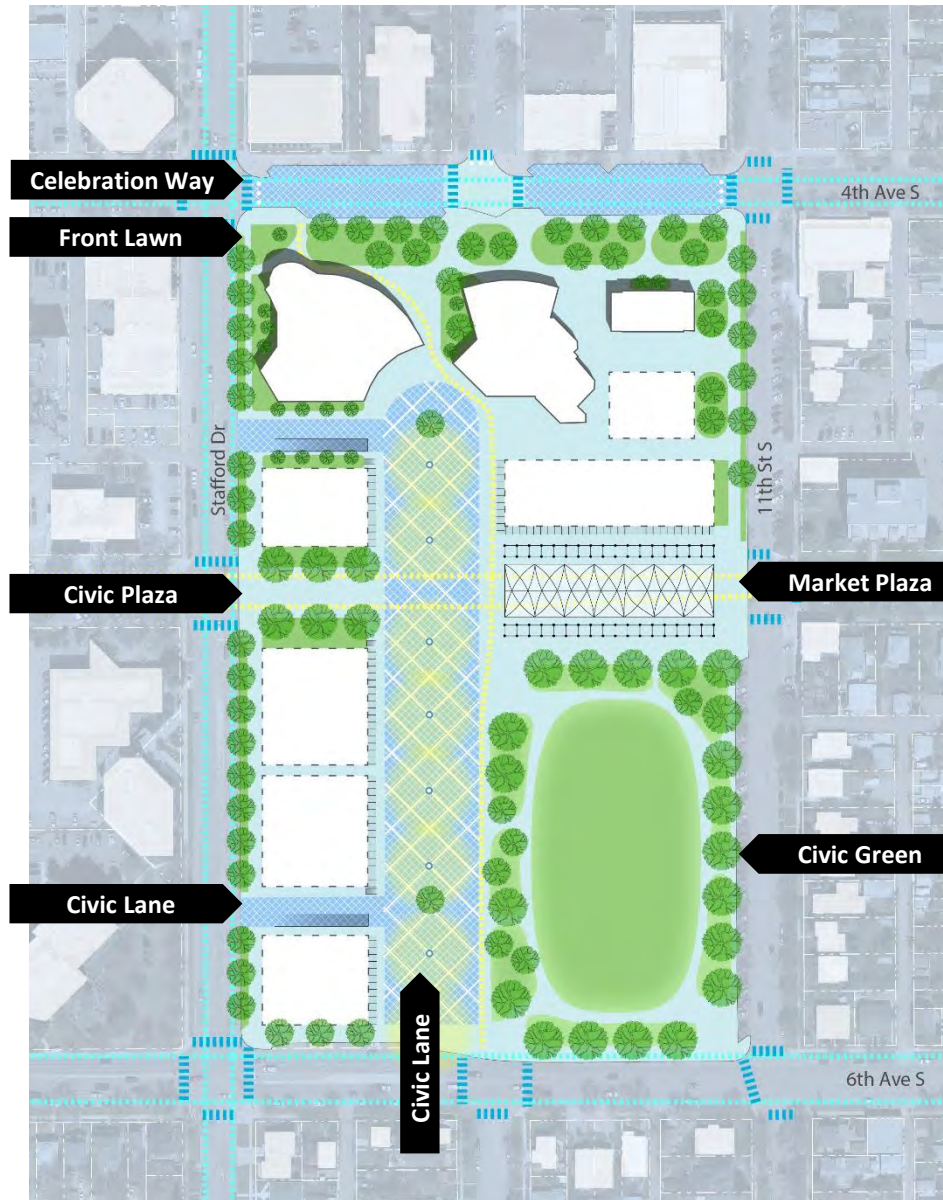 Celebration Way
4th Ave S
Front Lawn
Stafford Dr
11th St S
Civic Plaza
Market Plaza
Civic Green
Civic Lane
Civic Lane
6th Ave S